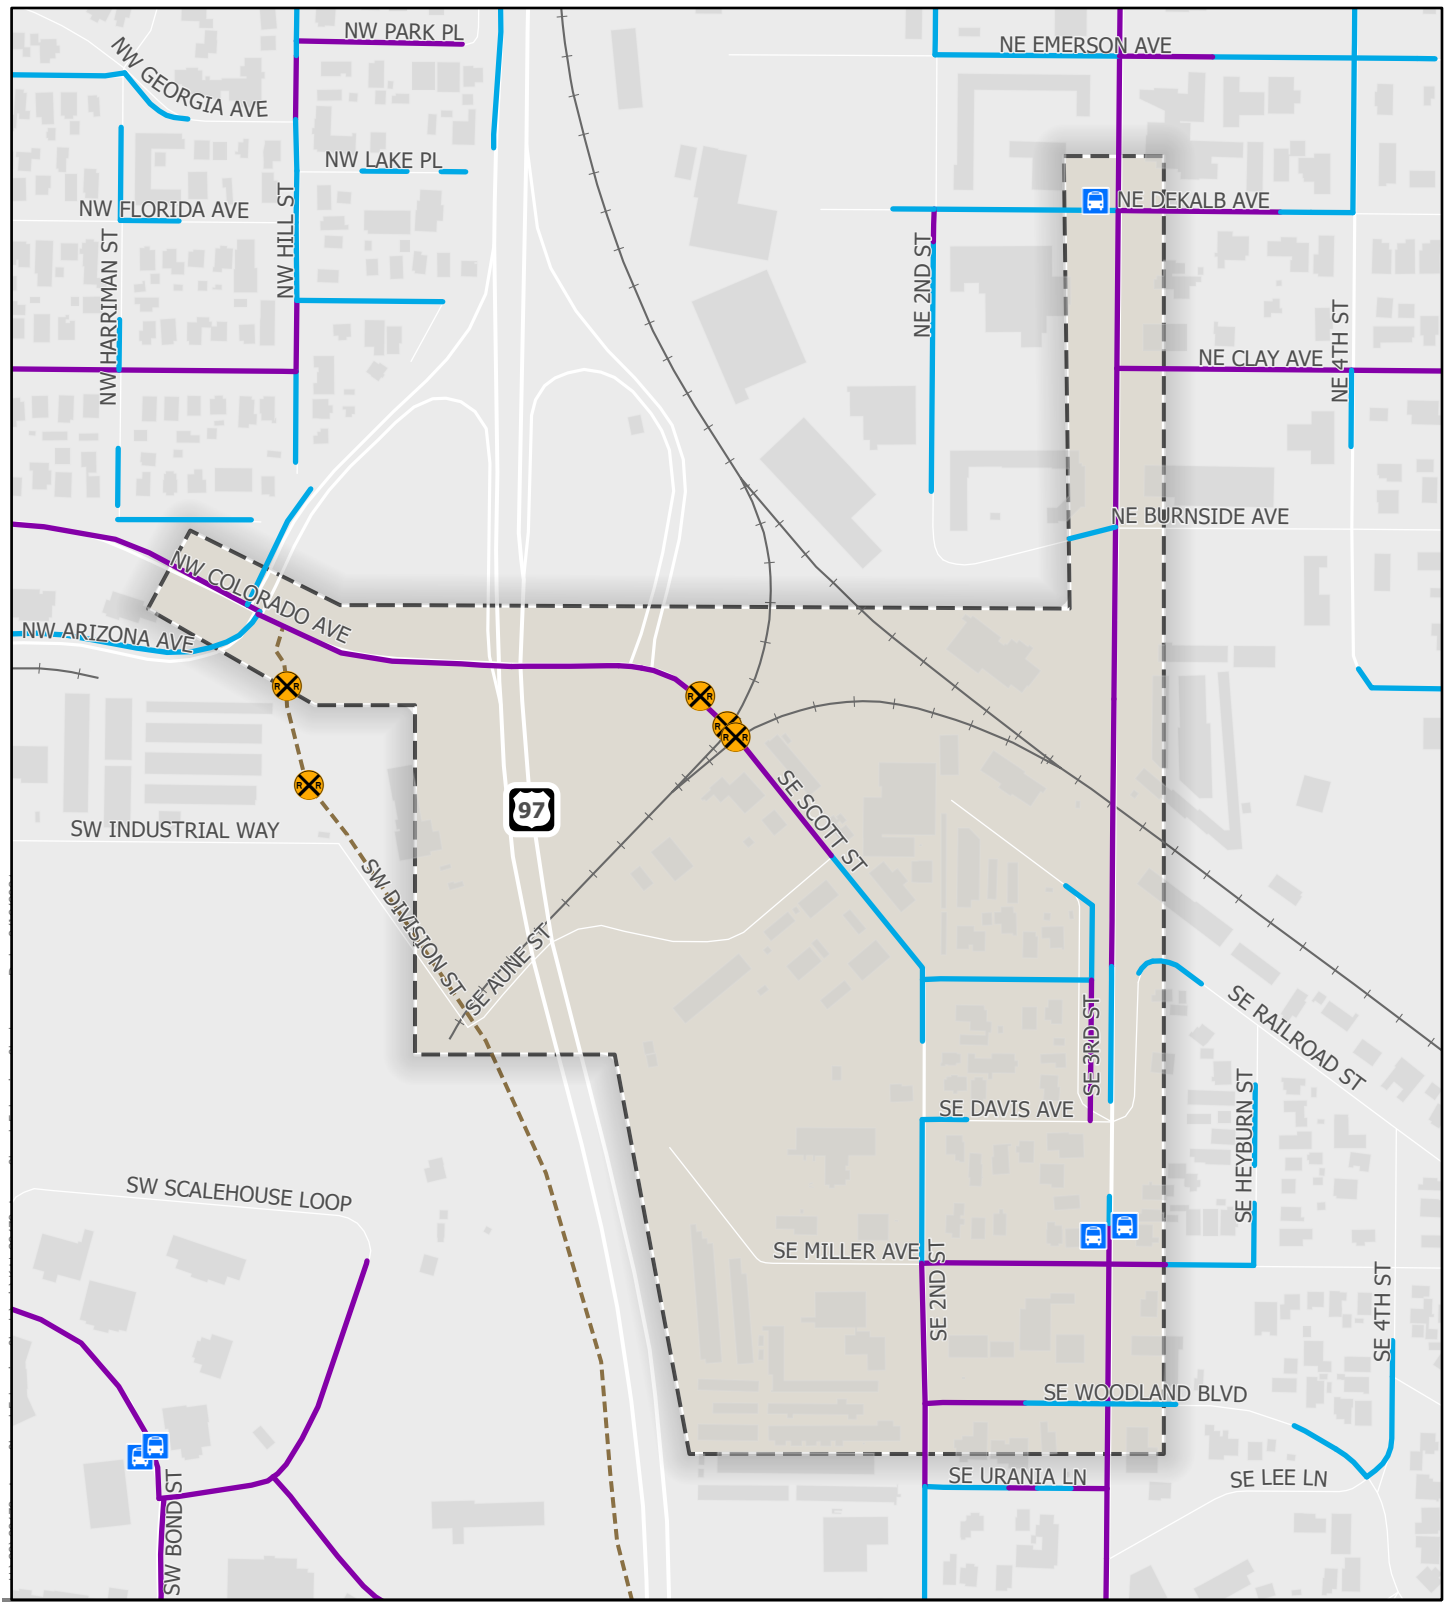 NW PARK PL
NE EMERSON AVE
NW GEORGIA AVE
NW LAKE PL
NW FLORIDA AVE
NW HILL ST
NE DEKALB AVE
NW HARRIMAN ST
NE 2ND ST
NE 4TH ST
NE CLAY AVE
NE BURNSIDE AVE
NW COLORADO AVE
NW ARIZONA AVE
R R
R R
R
R R
R R
97
SE SCOTT ST
SW INDUSTRIAL WAY
SW DIVISION ST
SE AUNE ST
SE 3RD ST
SE RAILROAD ST
SE DAVIS AVE
SE HEYBURN ST
SW SCALEHOUSE LOOP
SE MILLER AVE
SE 2ND ST
SE 4TH ST
SE WOODLAND BLVD
SE URANIA LN
SE LEE LN
SW BOND ST